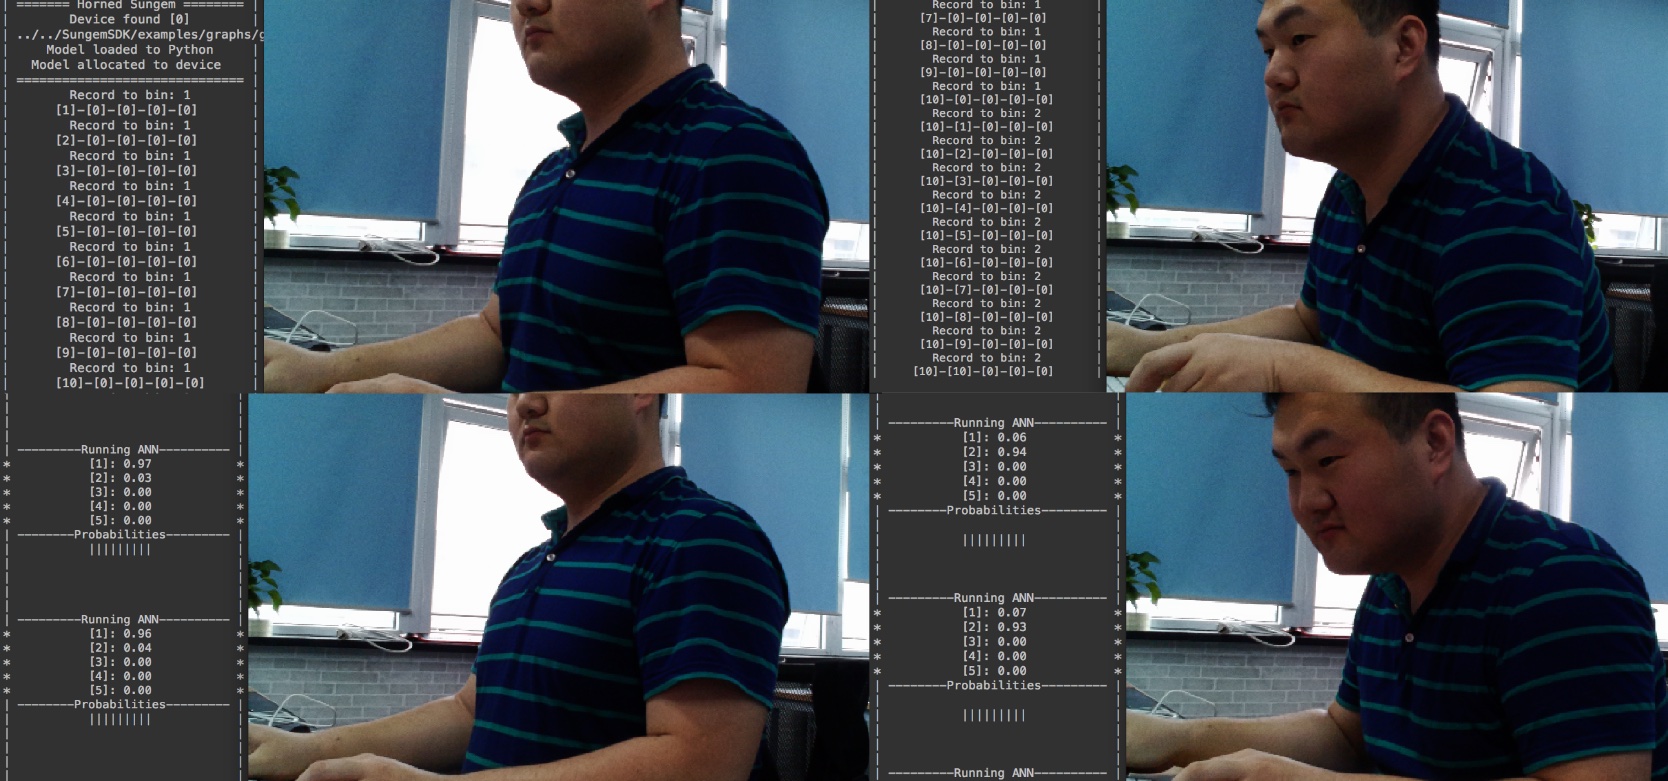 ======= Horned Sungem ========
Device found [0]
../../SungemSDK/examples/graphs/g
Model loaded to Python
Model allocated to device
==============================
Record to bin: 1
[1]-[0]-[0]-[0]-[0]
Record to bin: 1
[2]-[0]-[0]-[0]-[0]
Record to bin: 1
[3]-[0]-[0]-[0]-[0]
Record to bin: 1
[4]-[0]-[0]-[0]-[0]
Record to bin: 1
[5]-[0]-[0]-[0]-[0]
Record to bin: 1
[6]-[0]-[0]-[0]-[0]
Record to bin: 1
[7]-[0]-[0]-[0]-[0]
Record to bin: 1
[8]-[0]-[0]-[0]-[0]
Record to bin: 1
[9]-[0]-[0]-[0]-[0]
Record to bin: 1
[10]-[0]-[0]-[0]-[0]
Record to bin: 1
[7]-[0]-[0]-[0]-[0]
Record to bin: 1
[8]-[0]-[0]-[0]-[0]
Record to bin: 1
[9]-[0]-[0]-[0]-[0]
Record to bin: 1
[10]-[0]-[0]-[0]-[0]
Record to bin: 2
[10]-[1]-[0]-[0]-[0]
Record to bin: 2
[10]-[2]-[0]-[0]-[0]
Record to bin: 2
[10]-[3]-[0]-[0]-[0]
Record to bin: 2
[10]-[4]-[0]-[0]-[0]
Record to bin: 2
[10]-[5]-[0]-[0]-[0]
Record to bin: 2
[10]-[6]-[0]-[0]-[0]
Record to bin: 2
[10]-[7]-[0]-[0]-[0]
Record to bin: 2
[10]-[8]-[0]-[0]-[0]
Record to bin: 2
[10]-[9]-[0]-[0]-[0]
Record to bin: 2
[10]-[10]-[0]-[0]-[0]
---------Running ANN----------
* [1]: 0.97 *
* [2]: 0.03 *
* [3]: 0.00 *
* [4]: 0.00 *
* [5]: 0.00 *
--------Probabilities---------
|||||||||
---------Running ANN----------
* [1]: 0.96 *
* [2]: 0.04 *
* [3]: 0.00 *
* [4]: 0.00 *
* [5]: 0.00 *
--------Probabilities---------
|||||||||
---------Running ANN----------
* [1]: 0.06 *
* [2]: 0.94 *
* [3]: 0.00 *
* [4]: 0.00 *
* [5]: 0.00 *
--------Probabilities---------
|||||||||
---------Running ANN----------
* [1]: 0.07 *
* [2]: 0.93 *
* [3]: 0.00 *
* [4]: 0.00 *
* [5]: 0.00 *
--------Probabilities---------
|||||||||
---------Running ANN----------